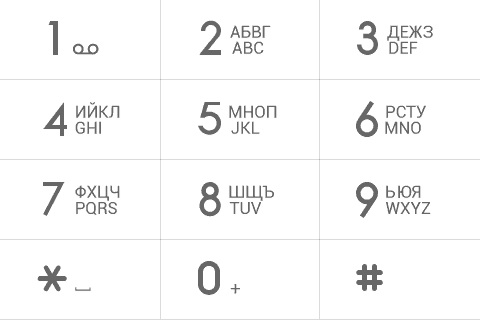 1
2 АБВГ
ABC
3 ДЕЖЗ
DEF
4 ИЙКЛ
GHI
5 МНОП
JKL
6 РСТУ
MNO
7 ФХЦЧ
PQRS
8 ШЩЪ
TUV
9 ЬЮЯ
WXYZ
*
0 +
#